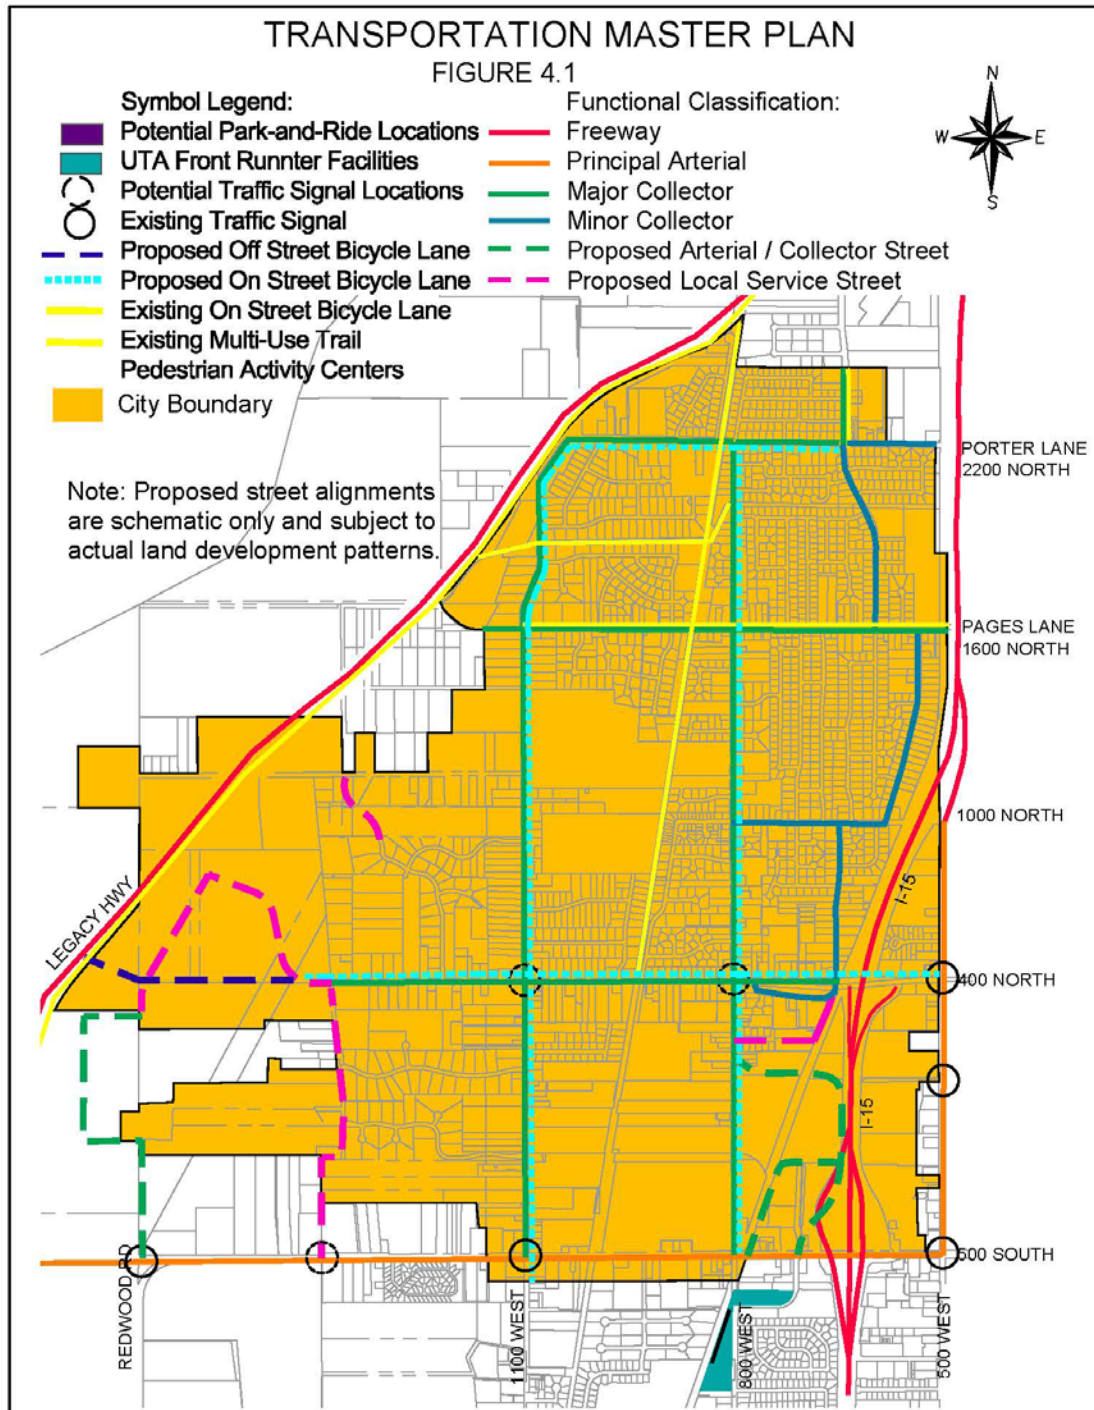 TRANSPORTATION MASTER PLAN
FIGURE 4.1
Symbol Legend:
Potential Park-and-Ride Locations
UTA Front Runnter Facilities
Potential Traffic Signal Locations
Existing Traffic Signal
Proposed Off Street Bicycle Lane
Proposed On Street Bicycle Lane
Existing On Street Bicycle Lane
Existing Multi-Use Trail
Pedestrian Activity Centers
City Boundary
Functional Classification:
Freeway
Principal Arterial
Major Collector
Minor Collector
Proposed Arterial / Collector Street
Proposed Local Service Street
N
W
E
S
Note: Proposed street alignments
are schematic only and subject to
actual land development patterns.
PORTER LANE
2200 NORTH
PAGES LANE
1600 NORTH
1000 NORTH
I-15
LEGACY HWY
400 NORTH
I-15
500 SOUTH
REDWOOD RD
1100 WEST
800 WEST
500 WEST